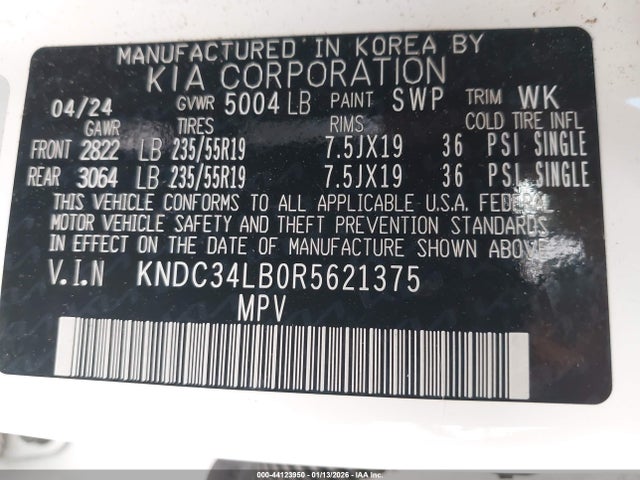 MANUFACTURED IN KOREA BY
KIA CORPORATION
04/24 GVWR 5004 LB PAINT SWP TRIM WK
GAWR TIRES RIMS COLD TIRE INFL
FRONT 2822 LB 235/55R19 7.5JX19 36 PSI SINGLE
REAR 3064 LB 235/55R19 7.5JX19 36 PSI SINGLE
THIS VEHICLE CONFORMS TO ALL APPLICABLE U.S.A. FEDERAL
MOTOR VEHICLE SAFETY AND THEFT PREVENTION STANDARDS
IN EFFECT ON THE DATE OF MANUFACTURE SHOWN ABOVE.
V.I.N KNDC34LB0R5621375
MPV
000-44123950 - 01/13/2026 - IAA Inc.